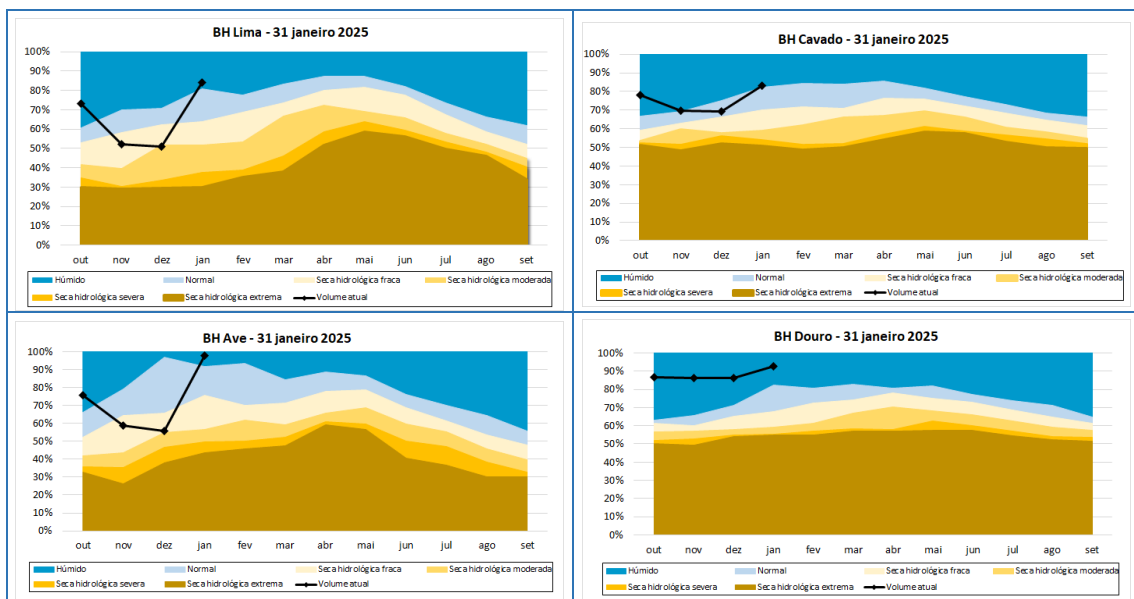 BH Lima - 31 janeiro 2025
100%
90%
80%
70%
60%
50%
40%
30%
20%
10%
0%
out nov dez jan fev mar abr mai jun jul ago set
Húmido Normal Seca hidrológica fraca Seca hidrológica moderada
Seca hidrológica severa Seca hidrológica extrema Volume atual
BH Cavado - 31 janeiro 2025
100%
90%
80%
70%
60%
50%
40%
30%
20%
10%
0%
out nov dez jan fev mar abr mai jun jul ago set
Húmido Normal Seca hidrológica fraca Seca hidrológica moderada
Seca hidrológica severa Seca hidrológica extrema Volume atual
BH Ave - 31 janeiro 2025
100%
90%
80%
70%
60%
50%
40%
30%
20%
10%
0%
out nov dez jan fev mar abr mai jun jul ago set
Húmido Normal Seca hidrológica fraca Seca hidrológica moderada
Seca hidrológica severa Seca hidrológica extrema Volume atual
BH Douro - 31 janeiro 2025
100%
90%
80%
70%
60%
50%
40%
30%
20%
10%
0%
out nov dez jan fev mar abr mai jun jul ago set
Húmido Normal Seca hidrológica fraca Seca hidrológica moderada
Seca hidrológica severa Seca hidrológica extrema Volume atual